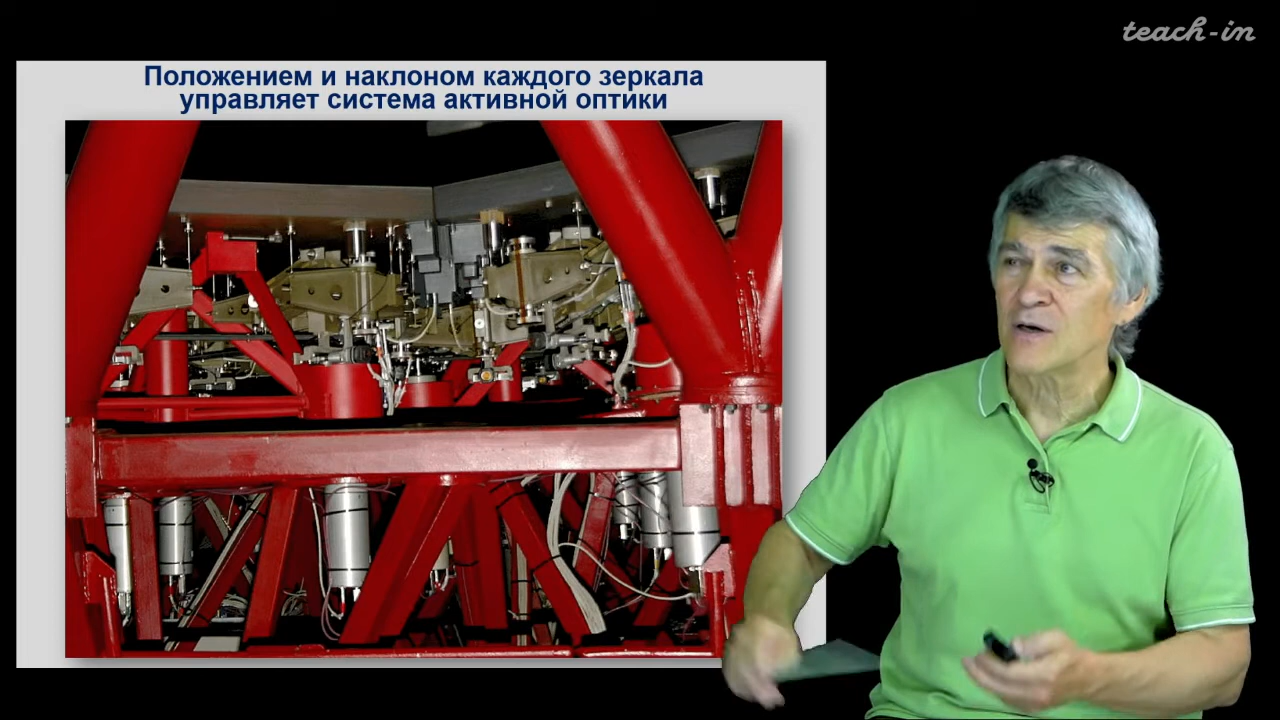 teach-in
Положением и наклоном каждого зеркала
управляет система активной оптики